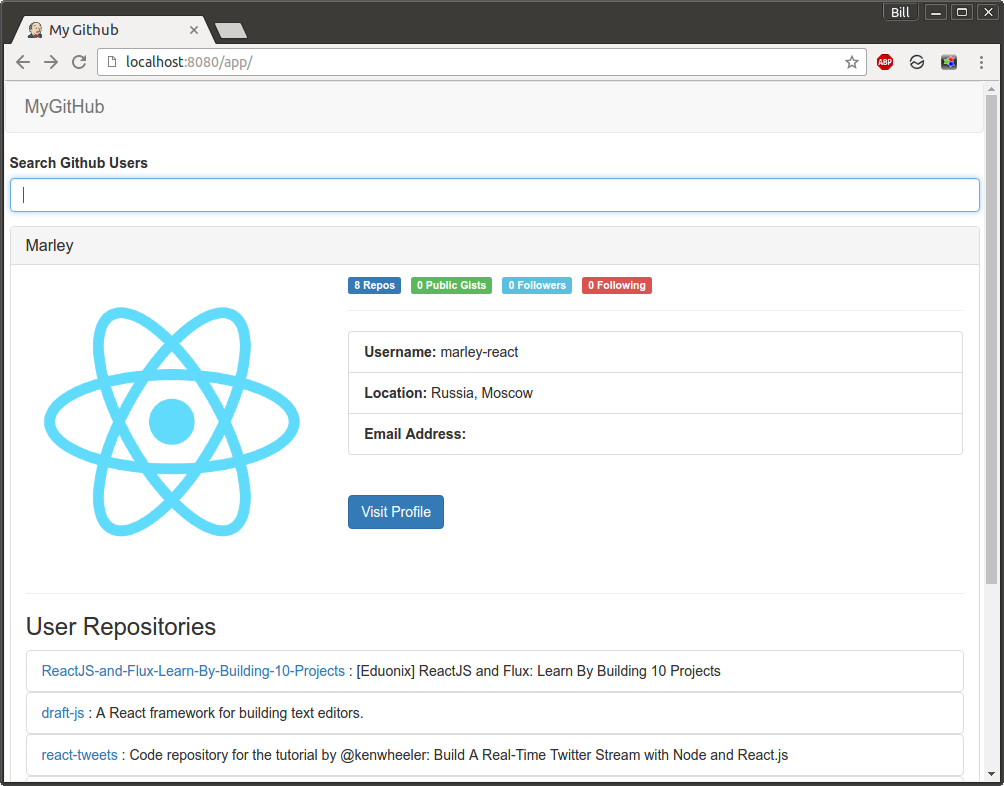 Bill
My Github
localhost:8080/app/
ABP
MyGitHub
Search Github Users
Marley
8 Repos 0 Public Gists 0 Followers 0 Following
Username: marley-react
Location: Russia, Moscow
Email Address:
Visit Profile
User Repositories
ReactJS-and-Flux-Learn-By-Building-10-Projects : [Eduonix] ReactJS and Flux: Learn By Building 10 Projects
draft-js : A React framework for building text editors.
react-tweets : Code repository for the tutorial by @kenwheeler: Build A Real-Time Twitter Stream with Node and React.js